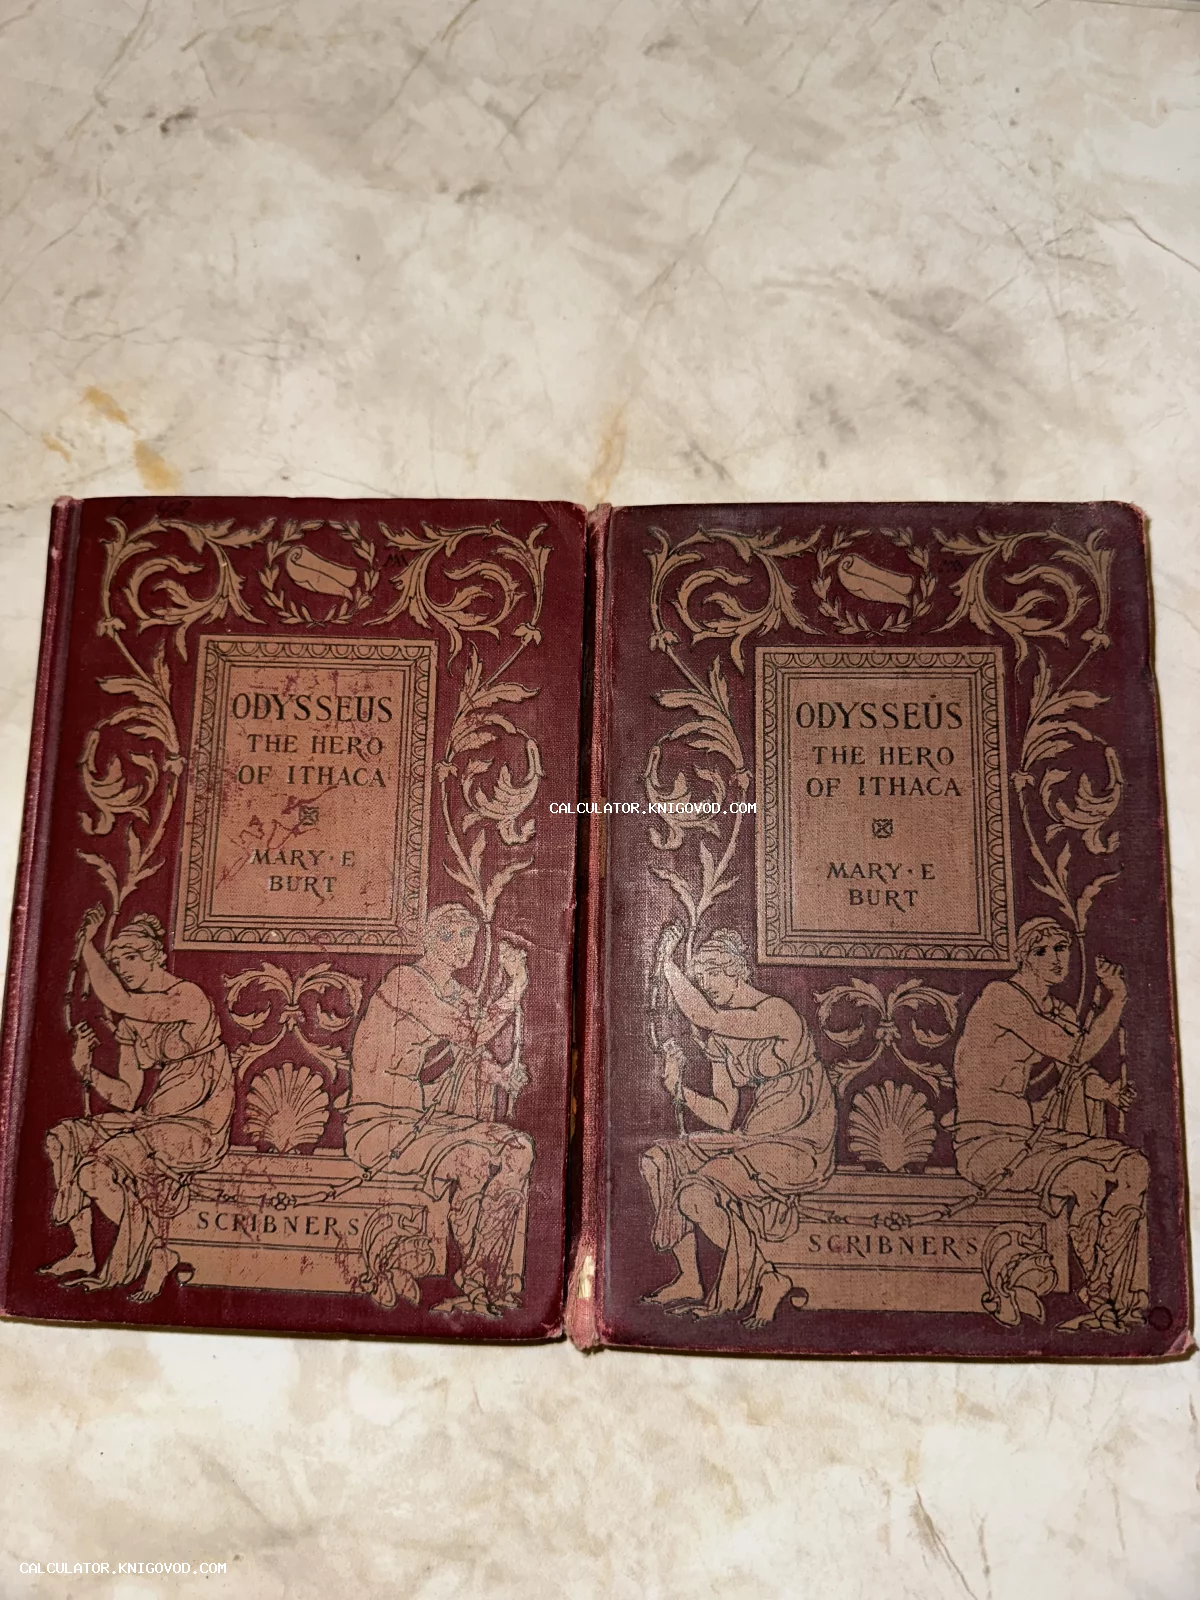 ODYSSEUS
THE HERO
OF ITHACA
MARY · E
BURT
SCRIBNERS
ODYSSEUS
THE HERO
OF ITHACA
MARY · E
BURT
SCRIBNERS
CALCULATOR.KNIGOVOD.COM
CALCULATOR.KNIGOVOD.COM